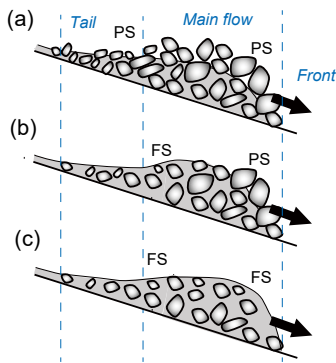 (a)
Tail
Main flow
Front
PS
PS
(b)
FS
PS
(c)
FS
FS